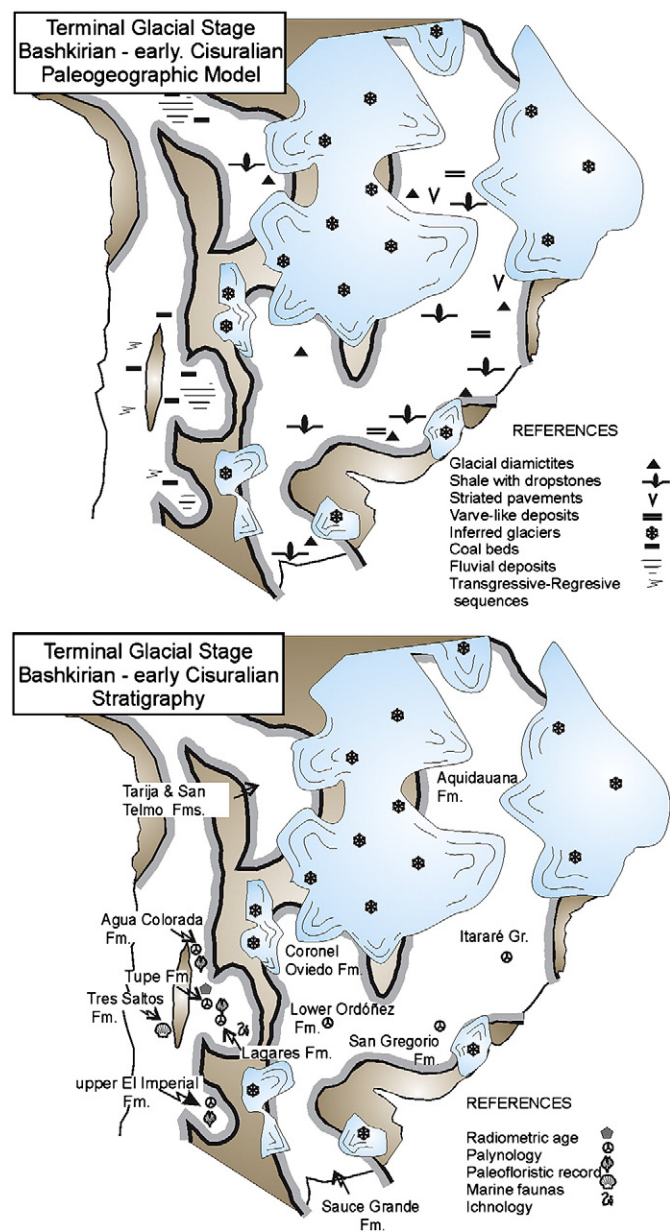 Terminal Glacial Stage
Bashkirian - early. Cisuralian
Paleogeographic Model
REFERENCES
Glacial diamictites
Shale with dropstones
Striated pavements
Varve-like deposits
Inferred glaciers
Coal beds
Fluvial deposits
Transgressive-Regresive
sequences
Terminal Glacial Stage
Bashkirian - early Cisuralian
Stratigraphy
Tarija & San
Telmo Fms.
Aquidauana
Fm.
Agua Colorada
Fm.
Coronel
Oviedo Fm.
Itararé Gr.
Tupe Fm
Tres Saltos
Fm.
Lower Ordóñez
Fm.
San Gregorio
Fm.
Lagares Fm.
upper El Imperial
Fm.
Sauce Grande
Fm.
REFERENCES
Radiometric age
Palynology
Paleofloristic record
Marine faunas
Ichnology